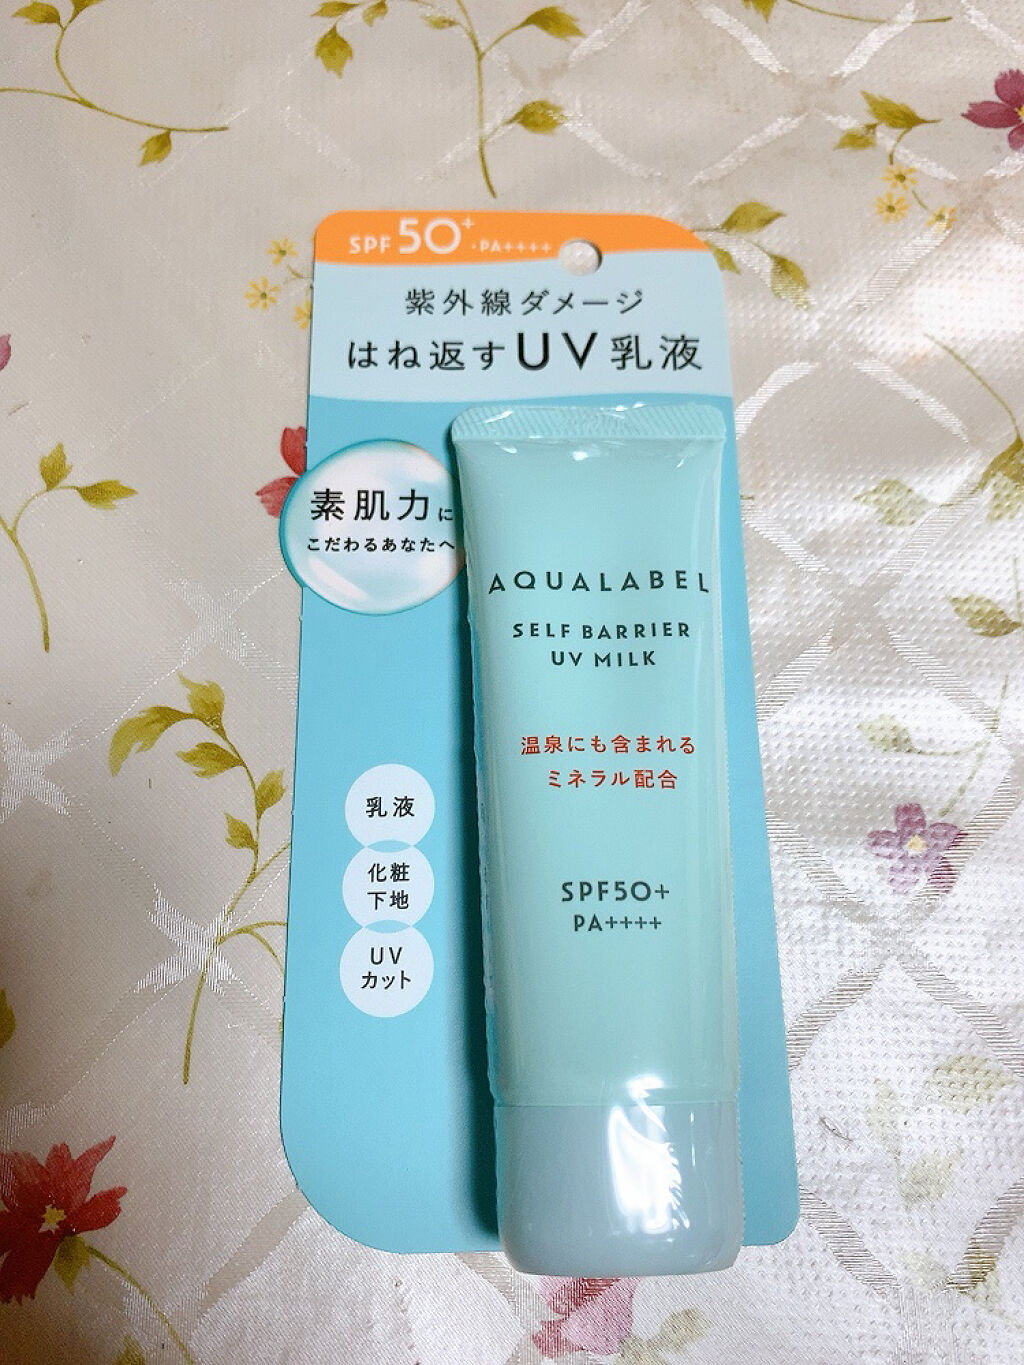 SPF 50+・PA++++
紫外線ダメージ
はね返すUV乳液
素肌力に
こだわるあなたへ
AQUALABEL
SELF BARRIER
UV MILK
温泉にも含まれる
ミネラル配合
乳液
化粧
下地
UV
カット
SPF50+
PA++++